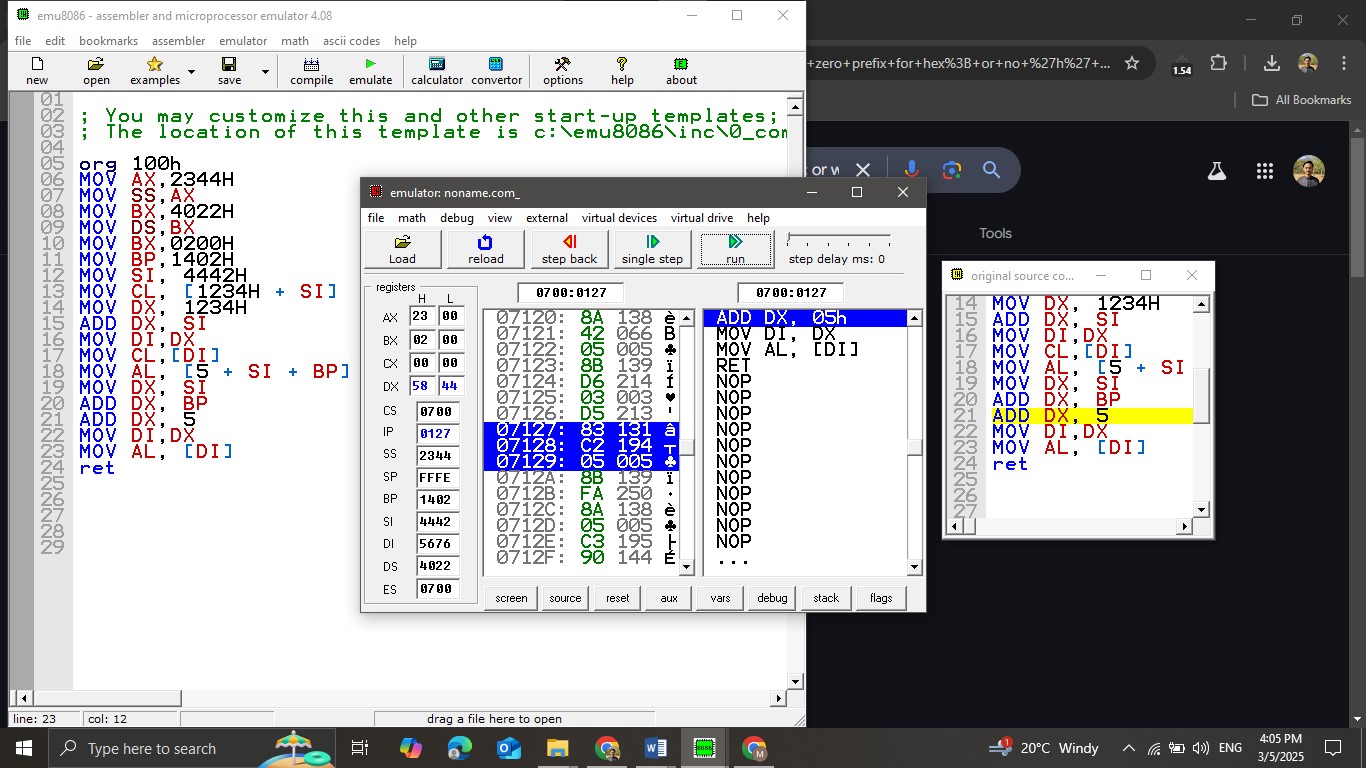 emu8086 - assembler and microprocessor emulator 4.08
file edit bookmarks assembler emulator math ascii codes help
new open examples save compile emulate calculator convertor options help about
01
02 ; You may customize this and other start-up templates;
03 ; The location of this template is c:\emu8086\inc\0_com
04
05 org 100h
06 MOV AX,2344H
07 MOV SS,AX
08 MOV BX,4022H
09 MOV DS,BX
10 MOV BX,0200H
11 MOV BP,1402H
12 MOV SI, 4442H
13 MOV CL, [1234H + SI]
14 MOV DX, 1234H
15 ADD DX, SI
16 MOV DI,DX
17 MOV CL,[DI]
18 MOV AL, [5 + SI + BP]
19 MOV DX, SI
20 ADD DX, BP
21 ADD DX, 5
22 MOV DI,DX
23 MOV AL, [DI]
24 ret
25
26
27
28
29
line: 23 col: 12 drag a file here to open
emulator: noname.com_
file math debug view external virtual devices virtual drive help
Load reload step back single step run step delay ms: 0
registers
H L
AX 23 00
BX 02 00
CX 00 00
DX 58 44
CS 0700
IP 0127
SS 2344
SP FFFE
BP 1402
SI 4442
DI 5676
DS 4022
ES 0700
0700:0127
07120: 8A 138 è
07121: 42 066 B
07122: 05 005 ♣
07123: 8B 139 ï
07124: D6 214 í
07125: 03 003 ♥
07126: D5 213 '
07127: 83 131 â
07128: C2 194 ┬
07129: 05 005 ♣
0712A: 8B 139 ï
0712B: FA 250 ·
0712C: 8A 138 è
0712D: 05 005 ♣
0712E: C3 195 ├
0712F: 90 144 É
0700:0127
ADD DX, 05h
MOV DI, DX
MOV AL, [DI]
RET
NOP
NOP
NOP
NOP
NOP
NOP
NOP
NOP
NOP
NOP
NOP
...
screen source reset aux vars debug stack flags
original source co...
14 MOV DX, 1234H
15 ADD DX, SI
16 MOV DI,DX
17 MOV CL,[DI]
18 MOV AL, [5 + SI
19 MOV DX, SI
20 ADD DX, BP
21 ADD DX, 5
22 MOV DI,DX
23 MOV AL, [DI]
24 ret
25
26
27
+zero+prefix+for+hex%3B+or+no+%27h%27+...
1.54
All Bookmarks
or w
Tools
Type here to search
20°C Windy
ENG
4:05 PM
3/5/2025